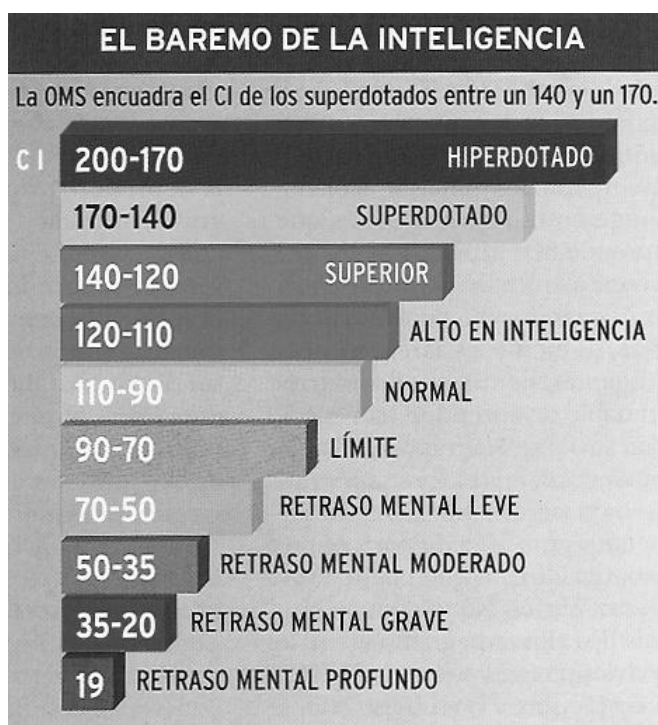 EL BAREMO DE LA INTELIGENCIA
La OMS encuadra el CI de los superdotados entre un 140 y un 170.
CI 200-170 HIPERDOTADO
170-140 SUPERDOTADO
140-120 SUPERIOR
120-110 ALTO EN INTELIGENCIA
110-90 NORMAL
90-70 LÍMITE
70-50 RETRASO MENTAL LEVE
50-35 RETRASO MENTAL MODERADO
35-20 RETRASO MENTAL GRAVE
19 RETRASO MENTAL PROFUNDO